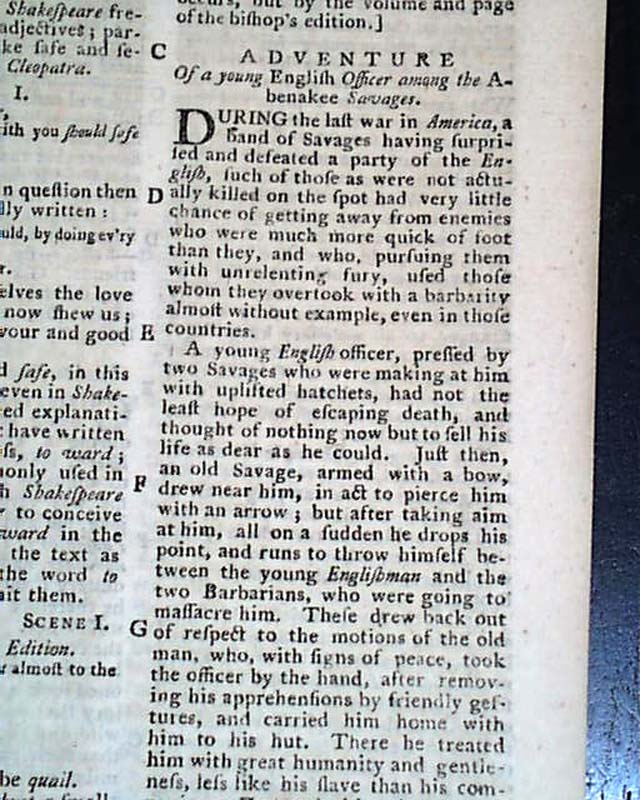 Shakeſpeare fre-
adjectives; par-
ke ſafe and ſe-
Cleopatra.
I.
ith you ſhould ſafe
n queſtion then
lly written :
uld, by doing ev'ry
r.
elves the love
now ſhew us ;
your and good
d ſafe, in this
even in Shake-
ed explanati-
have written
ſs, to ward ;
nonly uſed in
h Shakeſpeare
r to conceive
ward in the
the text as
the word to
nit them.
SCENE I.
Edition.
almoſt to the
be quail.
occurs, but by the volume and page
of the biſhop's edition.]
C
ADVENTURE
Of a young Engliſh Officer among the A-
benakee Savages.
DURING the laſt war in America, a
Band of Savages having ſurpri-
ſed and defeated a party of the En-
gliſh, ſuch of thoſe as were not actu-
D ally killed on the ſpot had very little
chance of getting away from enemies
who were much more quick of foot
than they, and who, purſuing them
with unrelenting fury, uſed thoſe
whom they overtook with a barbarity
almoſt without example, even in thoſe
E countries.
A young Engliſh officer, preſſed by
two Savages who were making at him
with uplifted hatchets, had not the
leaſt hope of eſcaping death, and
thought of nothing now but to ſell his
life as dear as he could. Juſt then,
an old Savage, armed with a bow,
F drew near him, in act to pierce him
with an arrow ; but after taking aim
at him, all on a ſudden he drops his
point, and runs to throw himſelf be-
tween the young Engliſhman and the
two Barbarians, who were going to
maſſacre him. Theſe drew back out
G of reſpect to the motions of the old
man, who, with ſigns of peace, took
the officer by the hand, after remov-
ing his apprehenſions by friendly geſ-
tures, and carried him home with
him to his hut. There he treated
him with great humanity and gentle-
neſs, leſs like his ſlave than his com-